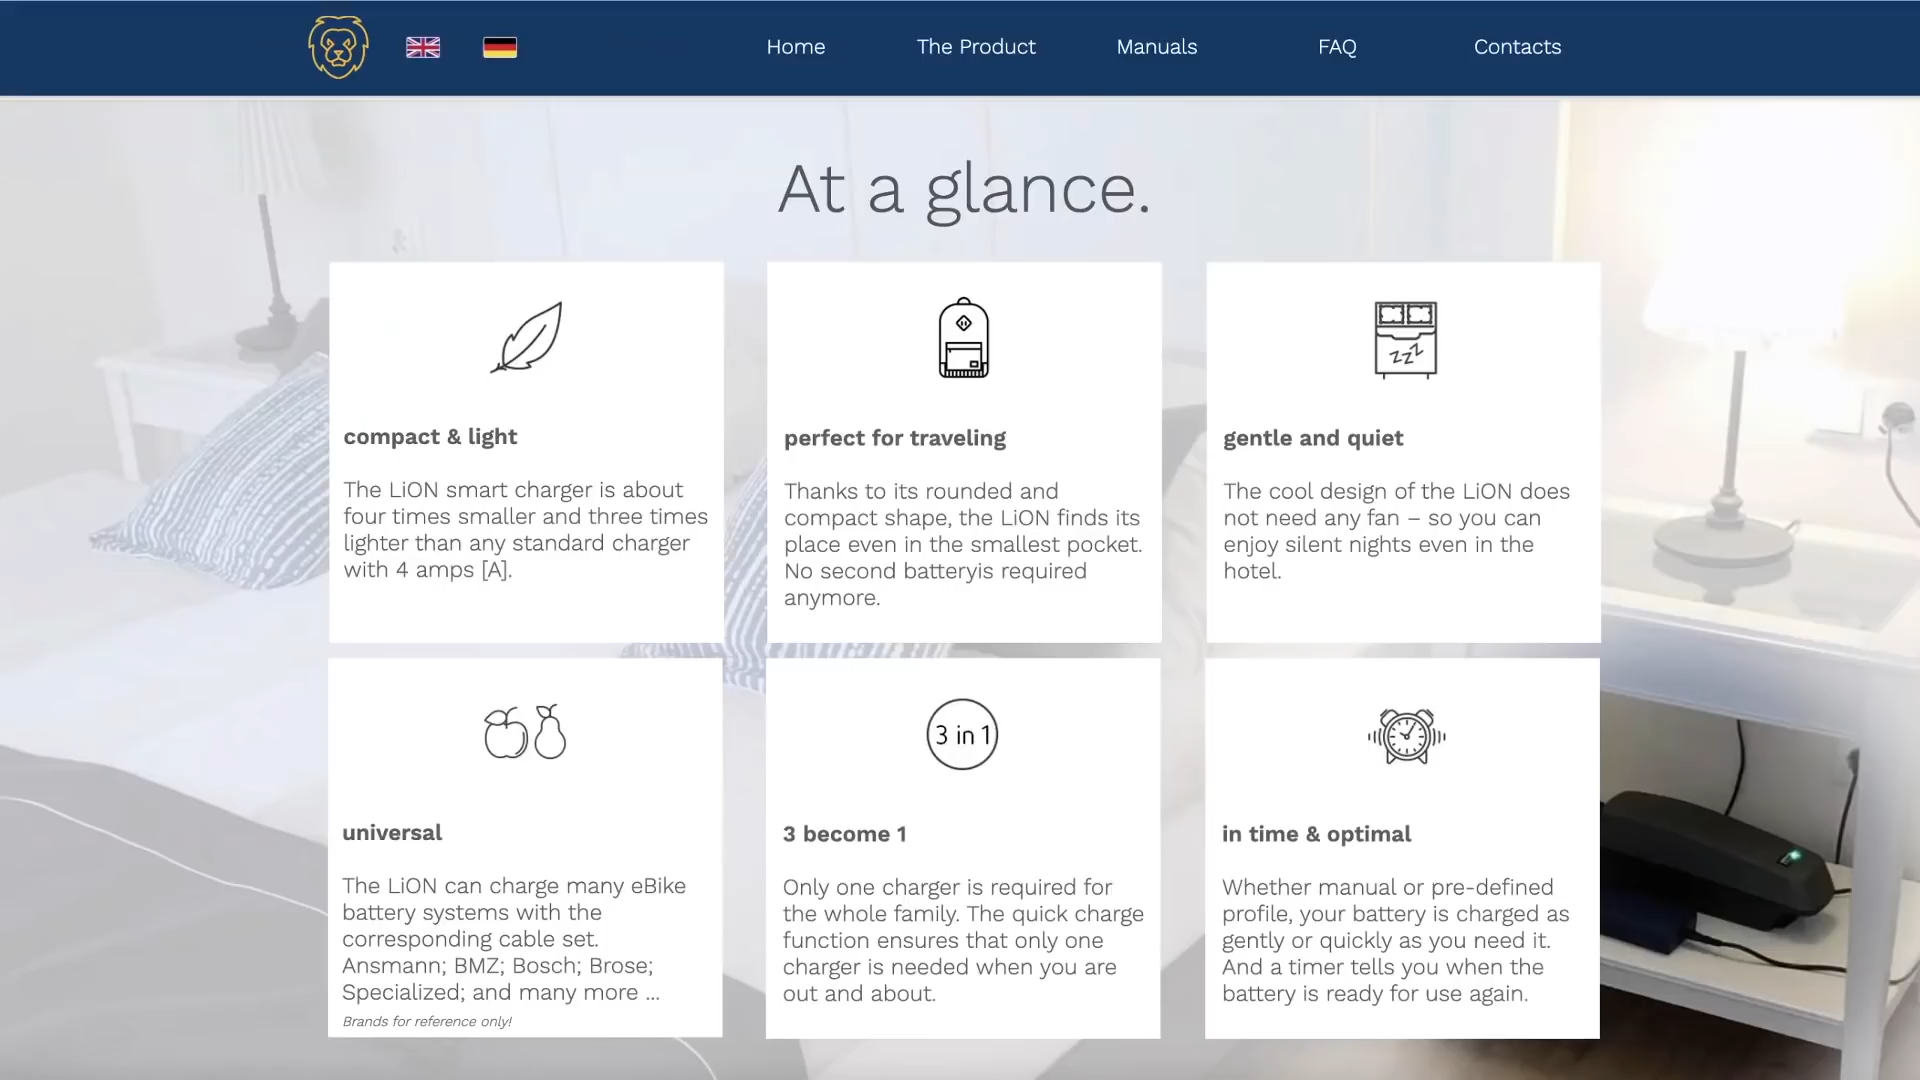 Home
The Product
Manuals
FAQ
Contacts
At a glance.
compact & light
The LiON smart charger is about
four times smaller and three times
lighter than any standard charger
with 4 amps [A].
perfect for traveling
Thanks to its rounded and
compact shape, the LiON finds its
place even in the smallest pocket.
No second batteryis required
anymore.
zzz
gentle and quiet
The cool design of the LiON does
not need any fan – so you can
enjoy silent nights even in the
hotel.
universal
The LiON can charge many eBike
battery systems with the
corresponding cable set.
Ansmann; BMZ; Bosch; Brose;
Specialized; and many more ...
Brands for reference only!
3 in 1
3 become 1
Only one charger is required for
the whole family. The quick charge
function ensures that only one
charger is needed when you are
out and about.
in time & optimal
Whether manual or pre-defined
profile, your battery is charged as
gently or quickly as you need it.
And a timer tells you when the
battery is ready for use again.